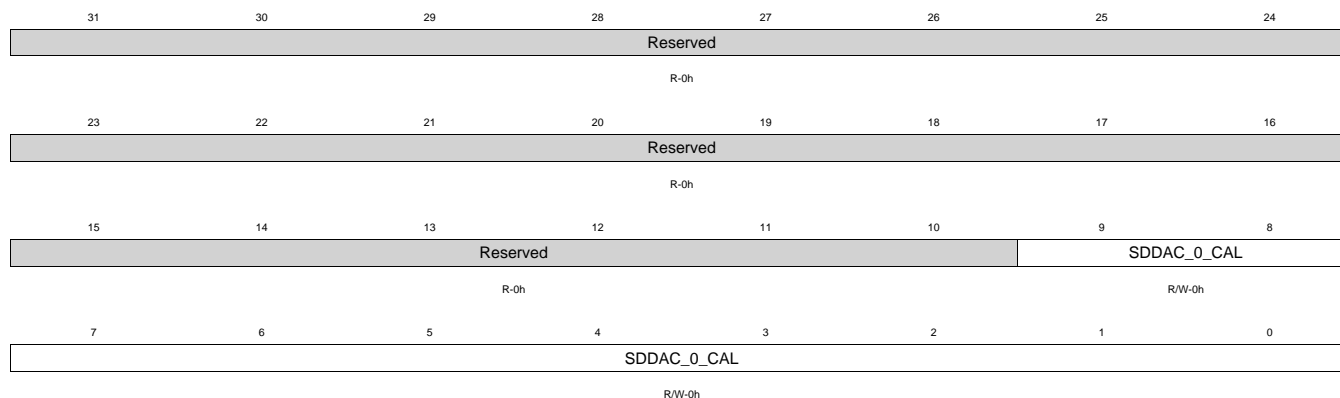 31 30 29 28 27 26 25 24
Reserved
R-0h
23 22 21 20 19 18 17 16
Reserved
R-0h
15 14 13 12 11 10 9 8
Reserved SDDAC_0_CAL
R-0h R/W-0h
7 6 5 4 3 2 1 0
SDDAC_0_CAL
R/W-0h